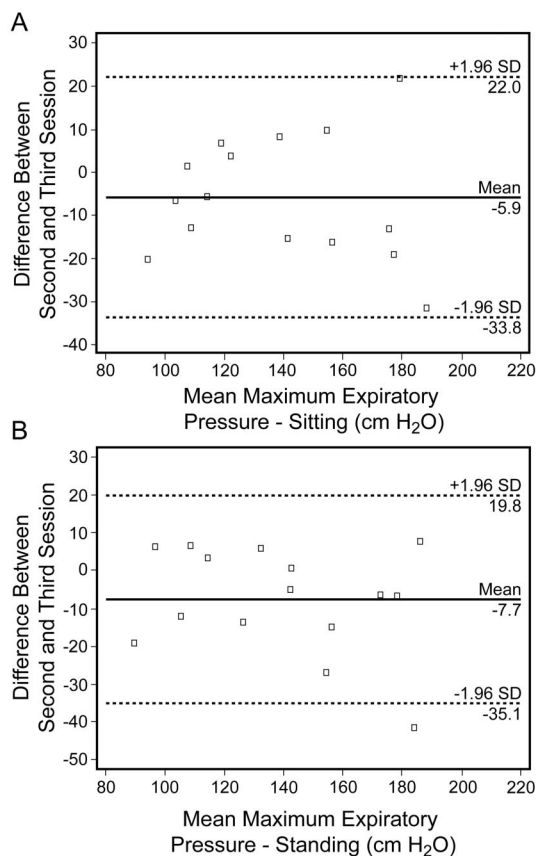 A
Difference Between
Second and Third Session
30
20
10
0
-10
-20
-30
-40
+1.96 SD
22.0
Mean
-5.9
-1.96 SD
-33.8
80 100 120 140 160 180 200 220
Mean Maximum Expiratory
Pressure - Sitting (cm H₂O)
B
Difference Between
Second and Third Session
30
20
10
0
-10
-20
-30
-40
-50
+1.96 SD
19.8
Mean
-7.7
-1.96 SD
-35.1
80 100 120 140 160 180 200 220
Mean Maximum Expiratory
Pressure - Standing (cm H₂O)